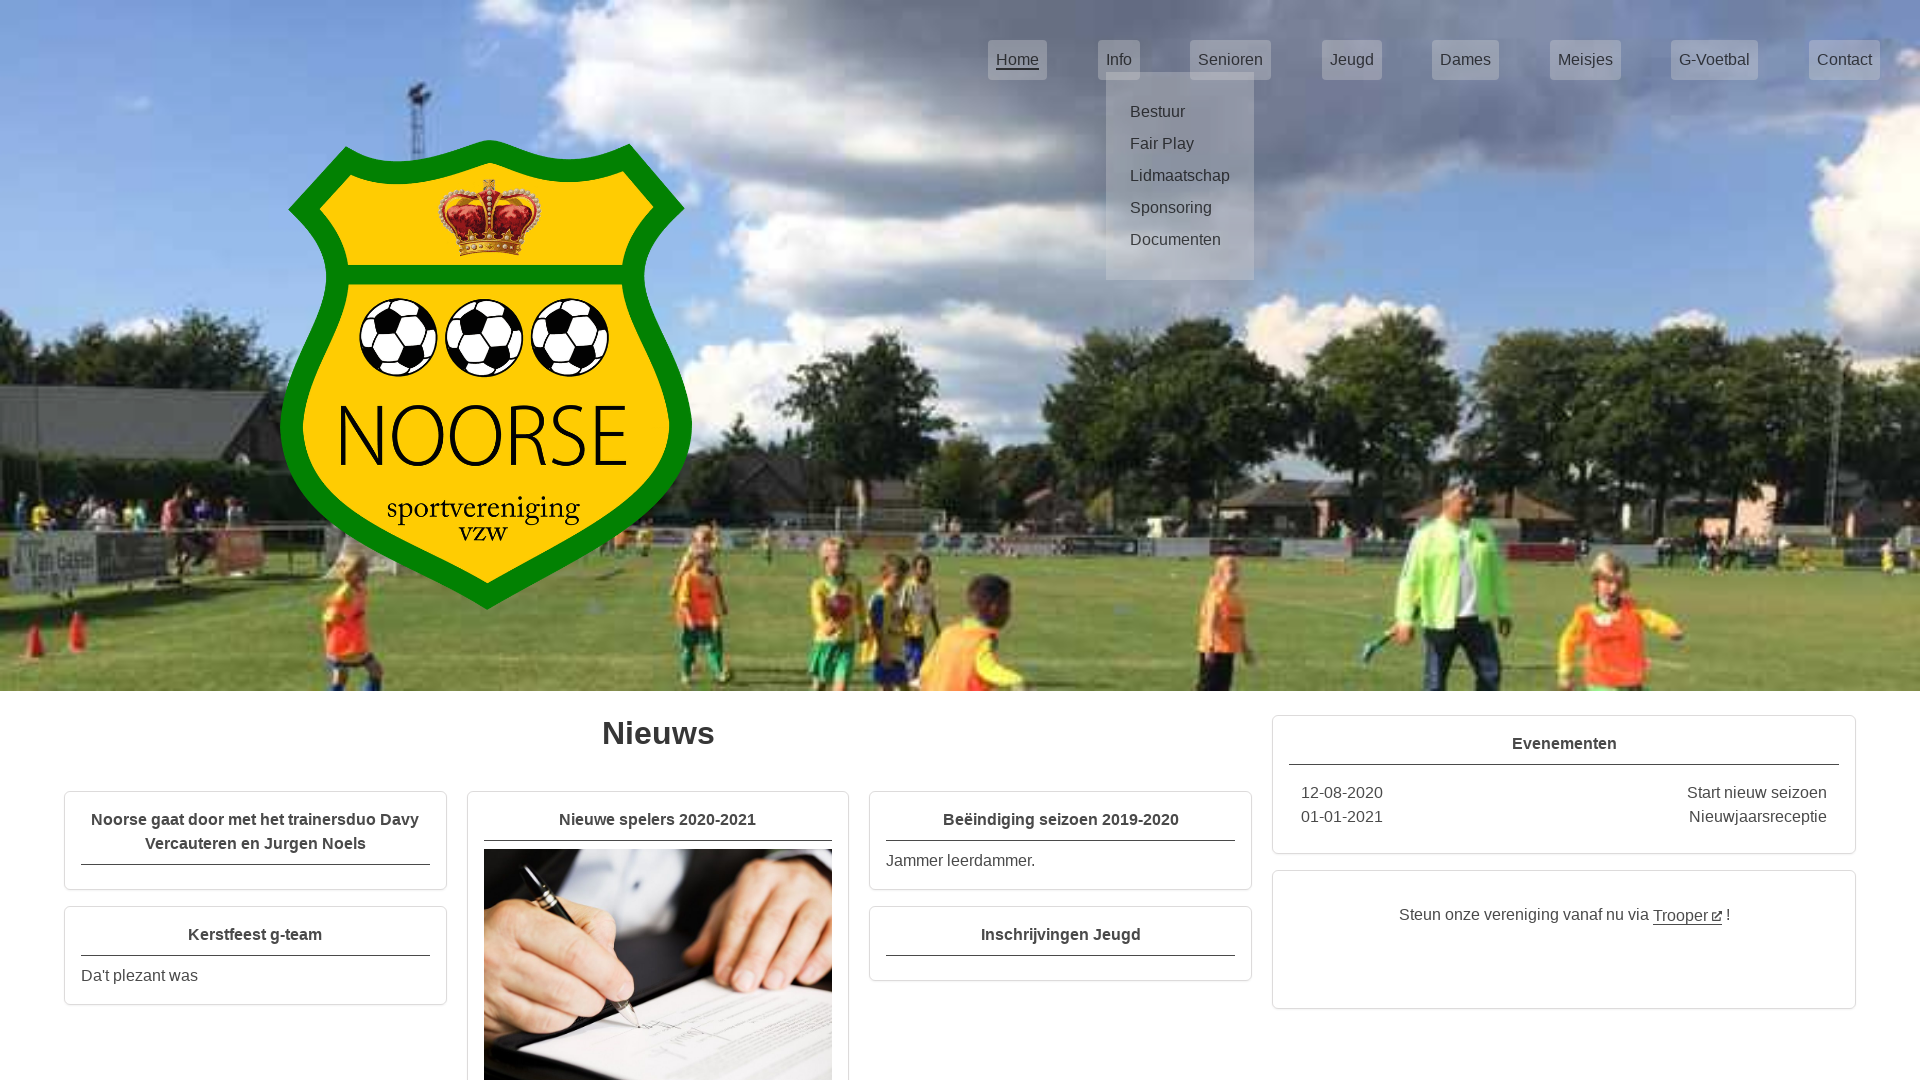 Home
Info
Senioren
Jeugd
Dames
Meisjes
G-Voetbal
Contact
Bestuur
Fair Play
Lidmaatschap
Sponsoring
Documenten
NOORSE
sportvereniging
vzw
Nieuws
Noorse gaat door met het trainersduo Davy
Vercauteren en Jurgen Noels
Kerstfeest g-team
Da't plezant was
Nieuwe spelers 2020-2021
Beëindiging seizoen 2019-2020
Jammer leerdammer.
Inschrijvingen Jeugd
Evenementen
12-08-2020 Start nieuw seizoen
01-01-2021 Nieuwjaarsreceptie
Steun onze vereniging vanaf nu via Trooper !